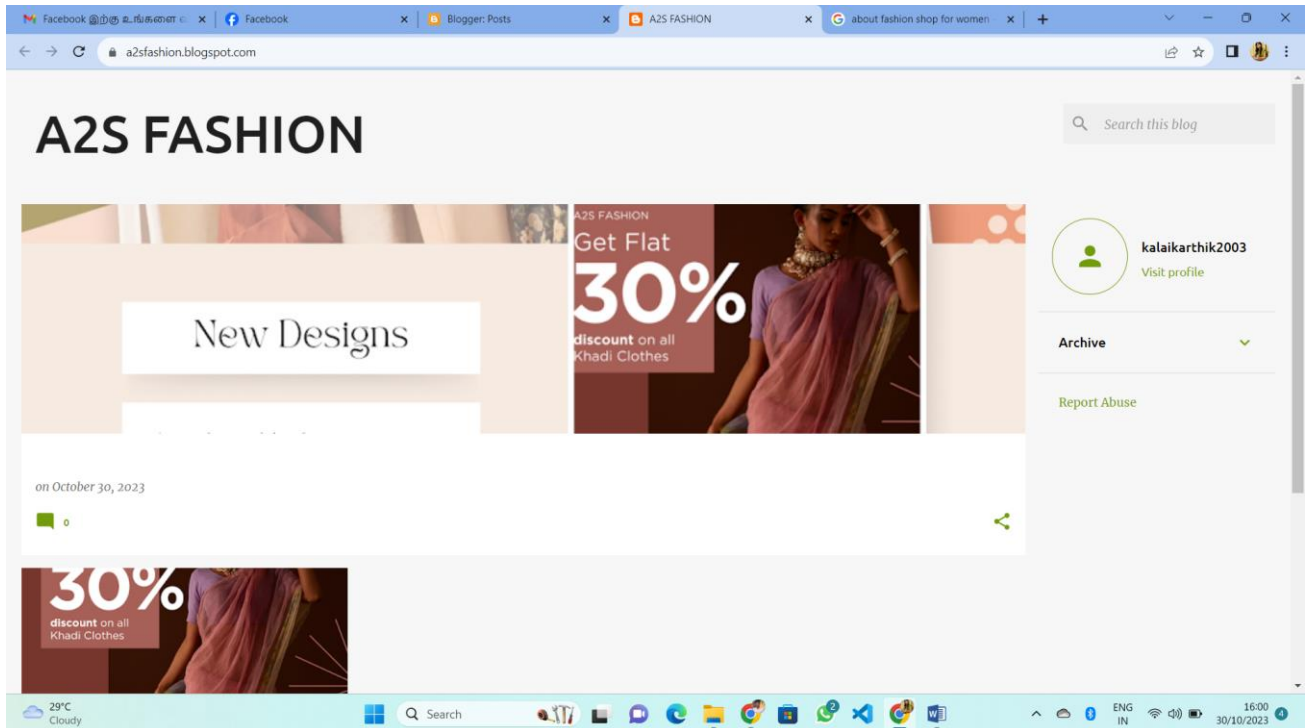 Facebook இற்கு உங்களை
Facebook
Blogger: Posts
A2S FASHION
about fashion shop for women
a2sfashion.blogspot.com
A2S FASHION
Search this blog
New Designs
A2S FASHION
Get Flat
30%
discount on all
Khadi Clothes
kalaikarthik2003
Visit profile
Archive
Report Abuse
on October 30, 2023
0
30%
discount on all
Khadi Clothes
29°C
Cloudy
Search
2
ENG
IN
16:00
30/10/2023
4